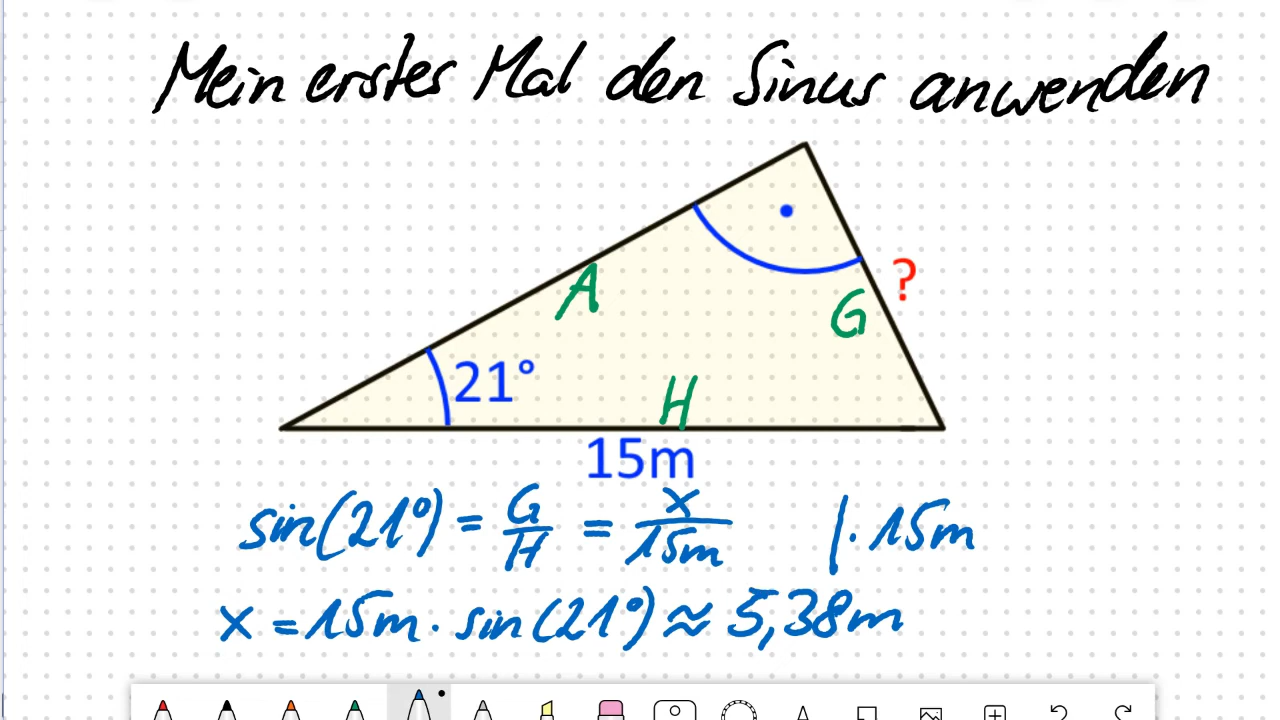 Mein erstes Mal den Sinus anwenden
A
?
G
21°
H
15m
sin(21°) = G/H = x/15m |· 15m
x = 15m · sin(21°) ≈ 5,38m